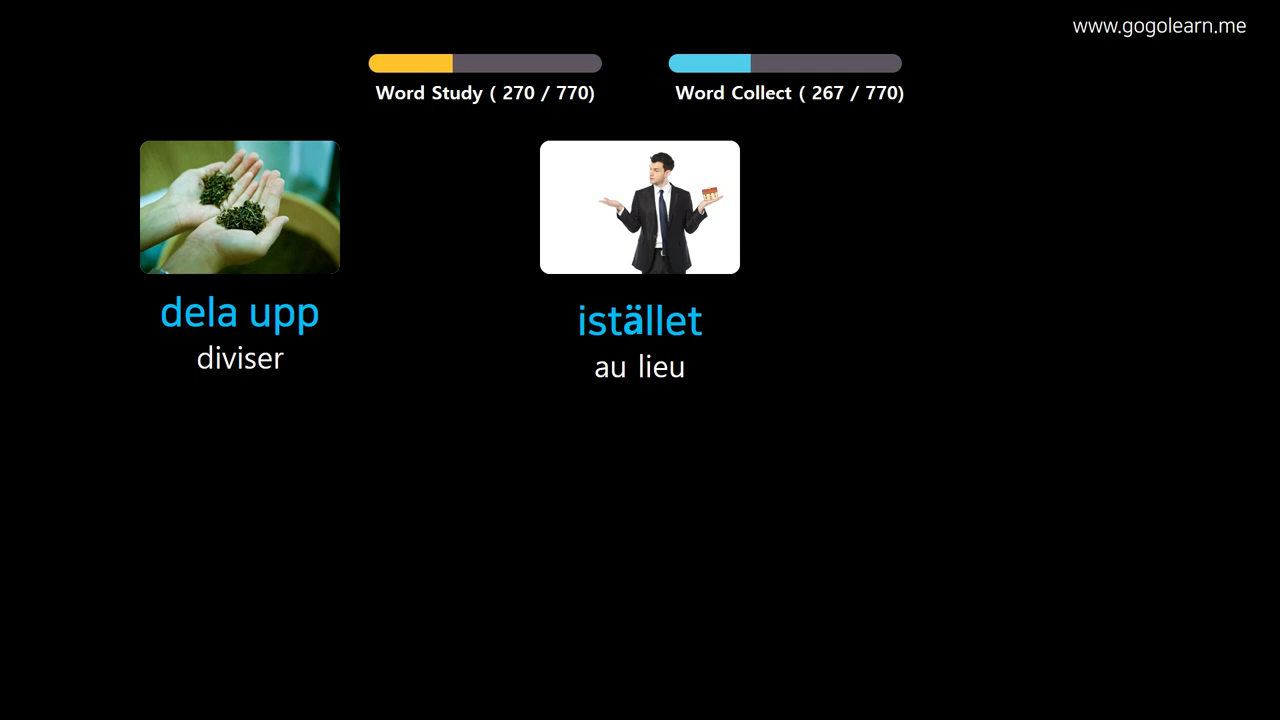 www.gogolearn.me
Word Study ( 270 / 770)
Word Collect ( 267 / 770)
dela upp
diviser
istället
au lieu